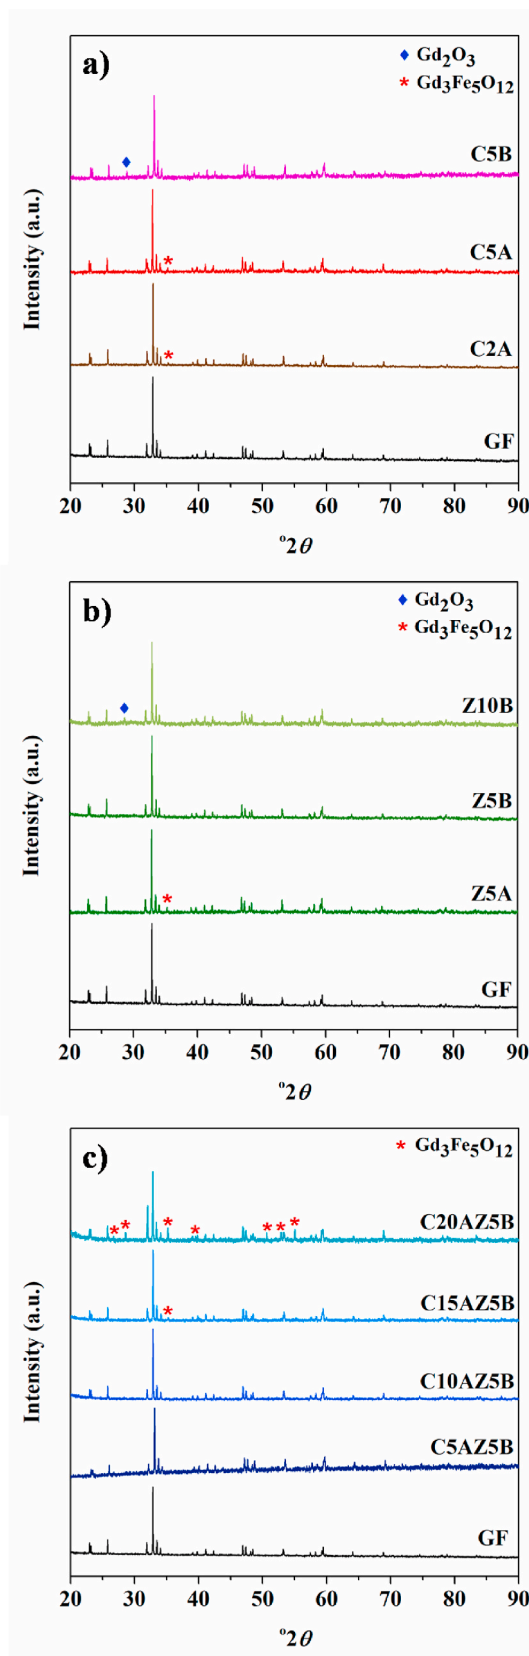 a)
◆ Gd₂O₃
* Gd₃Fe₅O₁₂
C5B
C5A
*
C2A
*
GF
Intensity (a.u.)
20 30 40 50 60 70 80 90
°2θ
b)
◆ Gd₂O₃
* Gd₃Fe₅O₁₂
Z10B
Z5B
Z5A
*
GF
Intensity (a.u.)
20 30 40 50 60 70 80 90
°2θ
c)
* Gd₃Fe₅O₁₂
C20AZ5B
* * * * * * *
C15AZ5B
*
C10AZ5B
C5AZ5B
GF
Intensity (a.u.)
20 30 40 50 60 70 80 90
°2θ